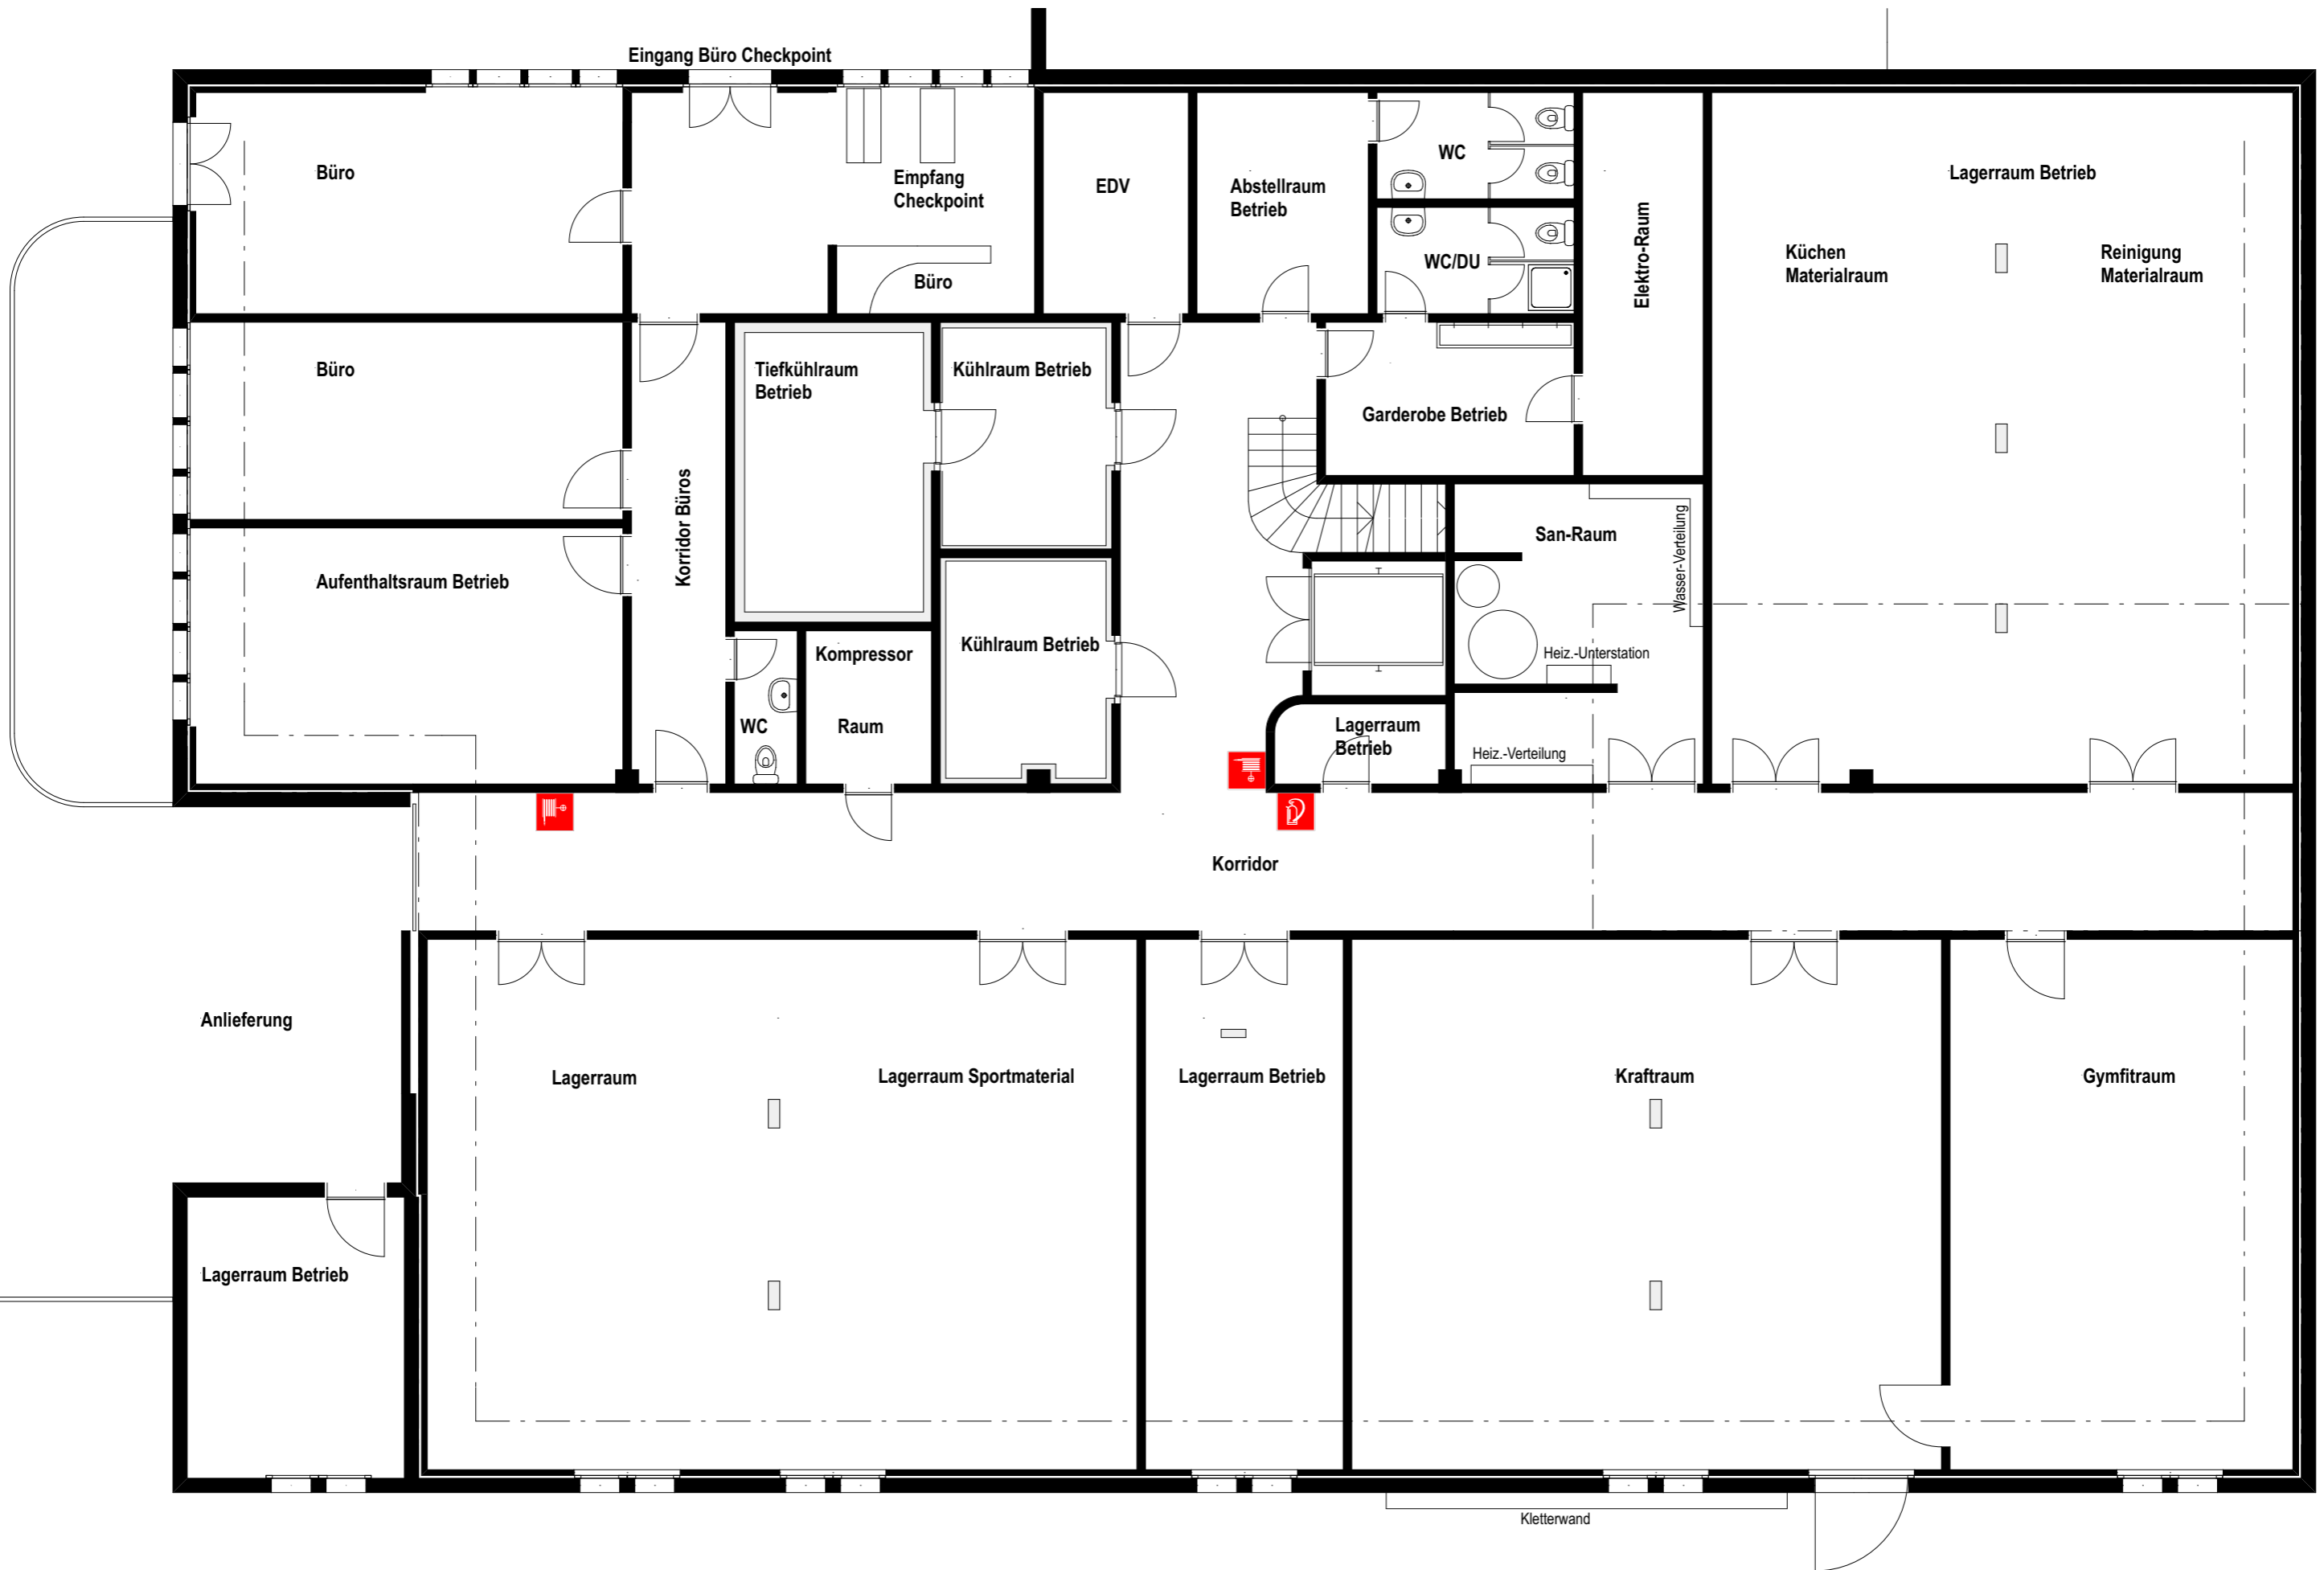 Eingang Büro Checkpoint
Büro
Empfang
Checkpoint
Büro
EDV
Abstellraum
Betrieb
WC
WC/DU
Elektro-Raum
Lagerraum Betrieb
Küchen
Materialraum
Reinigung
Materialraum
Büro
Tiefkühlraum
Betrieb
Kühlraum Betrieb
Garderobe Betrieb
Korridor Büros
San-Raum
Wasser-Verteilung
Aufenthaltsraum Betrieb
Kühlraum Betrieb
Kompressor
Raum
WC
Heiz.-Unterstation
Lagerraum
Betrieb
Heiz.-Verteilung
Korridor
Anlieferung
Lagerraum
Lagerraum Sportmaterial
Lagerraum Betrieb
Kraftraum
Gymfitraum
Lagerraum Betrieb
Kletterwand